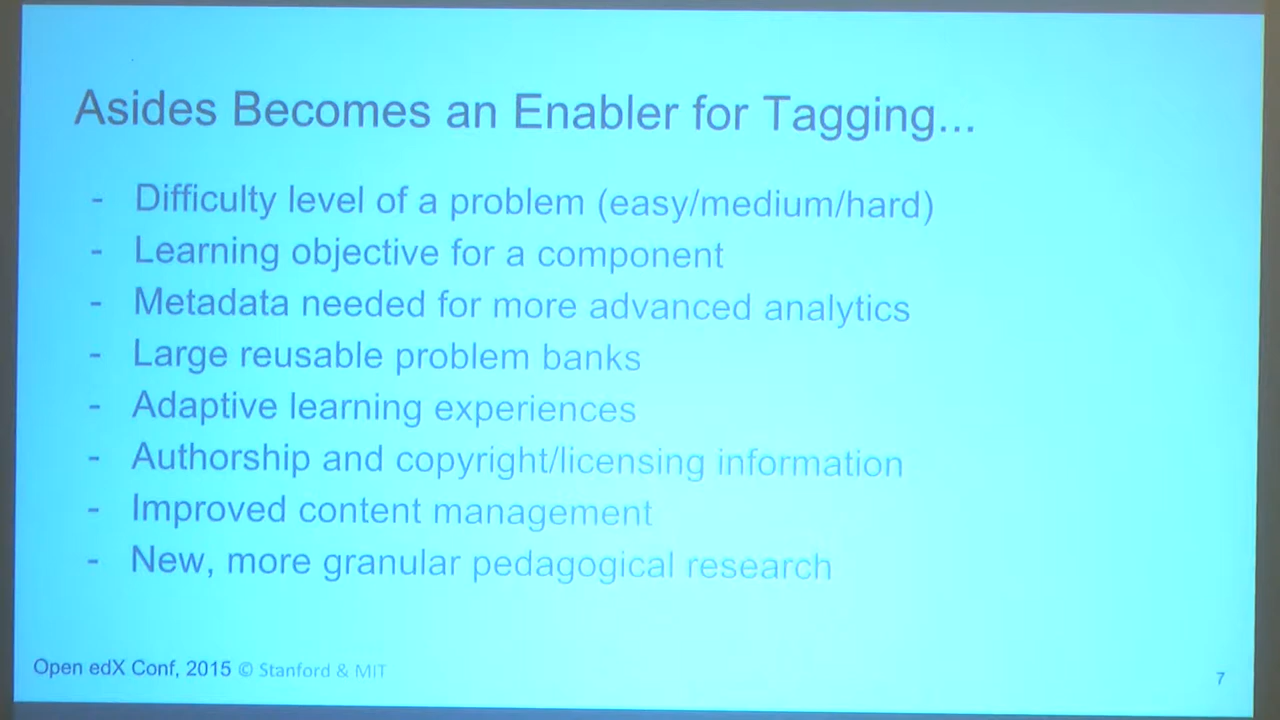 Asides Becomes an Enabler for Tagging...
- Difficulty level of a problem (easy/medium/hard)
- Learning objective for a component
- Metadata needed for more advanced analytics
- Large reusable problem banks
- Adaptive learning experiences
- Authorship and copyright/licensing information
- Improved content management
- New, more granular pedagogical research
Open edX Conf, 2015 © Stanford & MIT
7